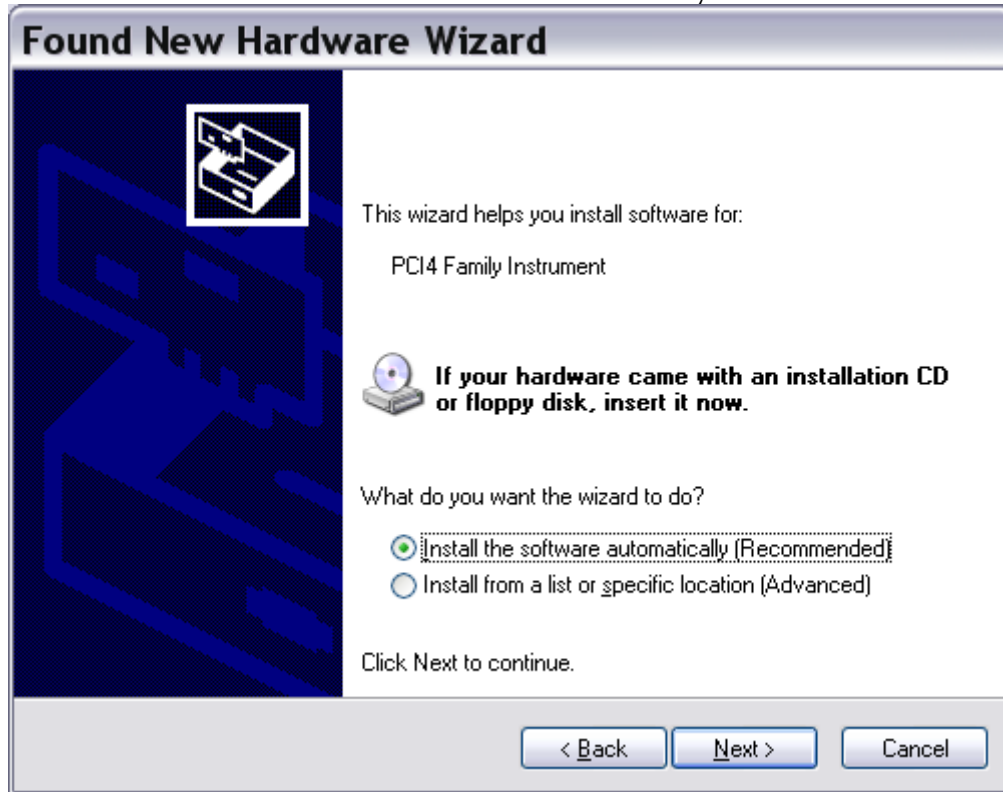 Found New Hardware Wizard
This wizard helps you install software for:
PCI4 Family Instrument
If your hardware came with an installation CD
or floppy disk, insert it now.
What do you want the wizard to do?
Install the software automatically (Recommended)
Install from a list or specific location (Advanced)
Click Next to continue.
< Back
Next >
Cancel